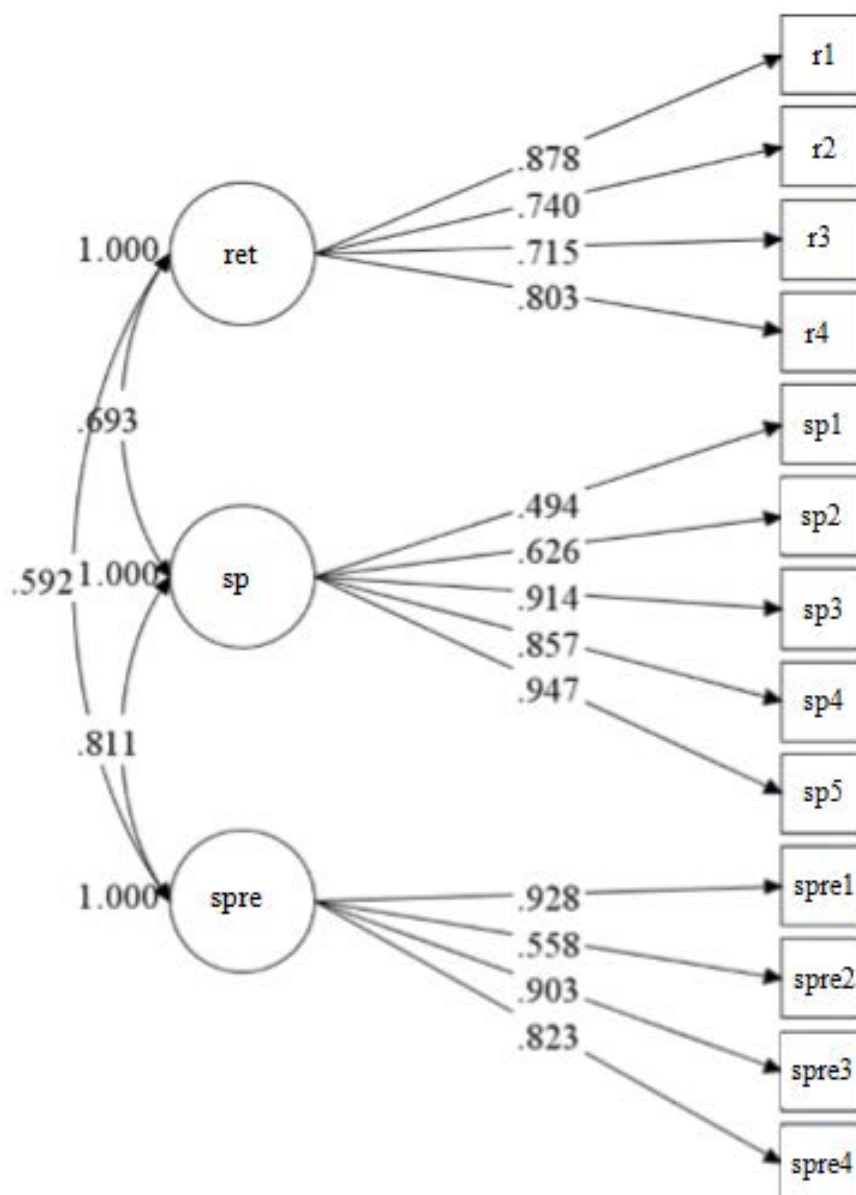 r1
.878
r2
.740
1.000
ret
r3
.715
.803
r4
.693
sp1
.494
sp2
.626
.592
1.000
sp
.914
sp3
.857
.947
sp4
.811
sp5
spre1
.928
1.000
spre
.558
spre2
.903
.823
spre3
spre4